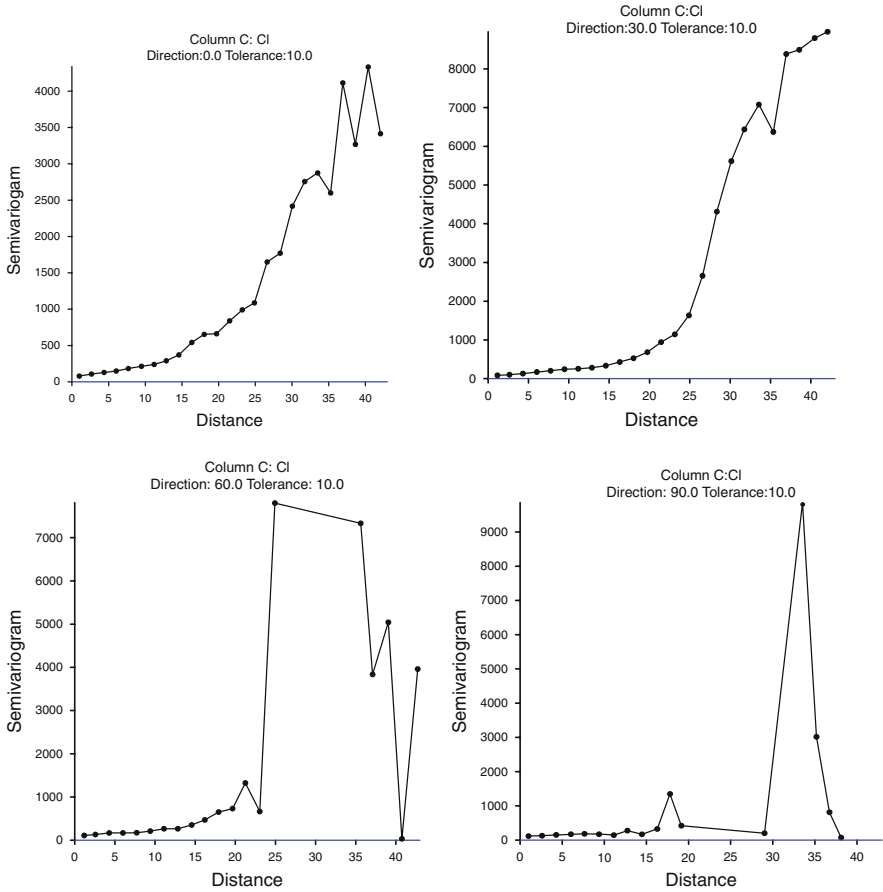 Column C: Cl
Direction:0.0 Tolerance:10.0
Semivariogam
4000
3500
3000
2500
2000
1500
1000
500
0
0 5 10 15 20 25 30 35 40
Distance
Column C:Cl
Direction:30.0 Tolerance:10.0
Semivariogram
8000
7000
6000
5000
4000
3000
2000
1000
0
0 5 10 15 20 25 30 35 40
Distance
Column C: Cl
Direction: 60.0 Tolerance: 10.0
Semivariogram
7000
6000
5000
4000
3000
2000
1000
0
0 5 10 15 20 25 30 35 40
Distance
Column C:Cl
Direction: 90.0 Tolerance:10.0
Semivariogram
9000
8000
7000
6000
5000
4000
3000
2000
1000
0
0 5 10 15 20 25 30 35 40
Distance